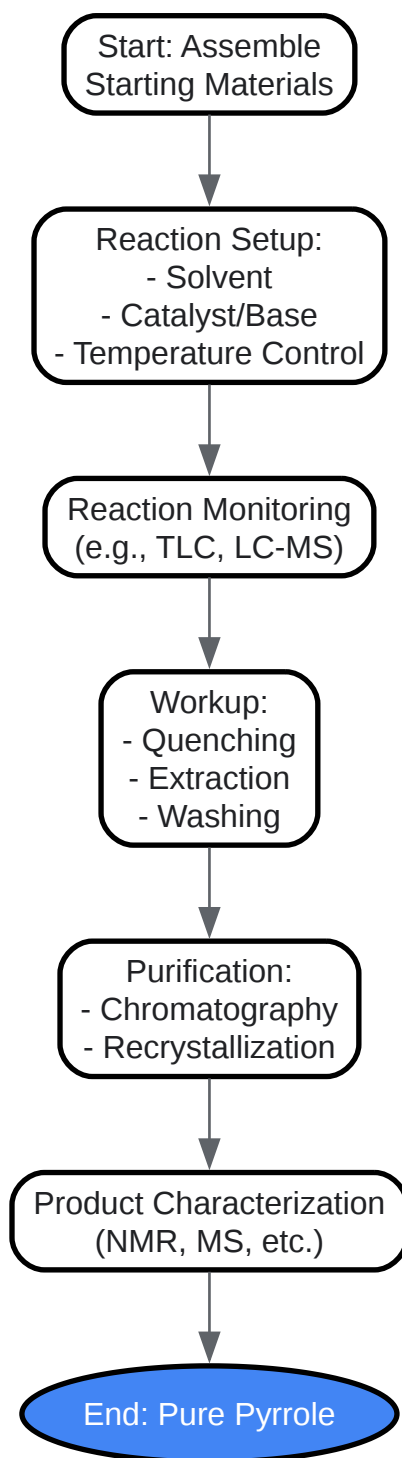 Start: Assemble
Starting Materials
Reaction Setup:
- Solvent
- Catalyst/Base
- Temperature Control
Reaction Monitoring
(e.g., TLC, LC-MS)
Workup:
- Quenching
- Extraction
- Washing
Purification:
- Chromatography
- Recrystallization
Product Characterization
(NMR, MS, etc.)
End: Pure Pyrrole